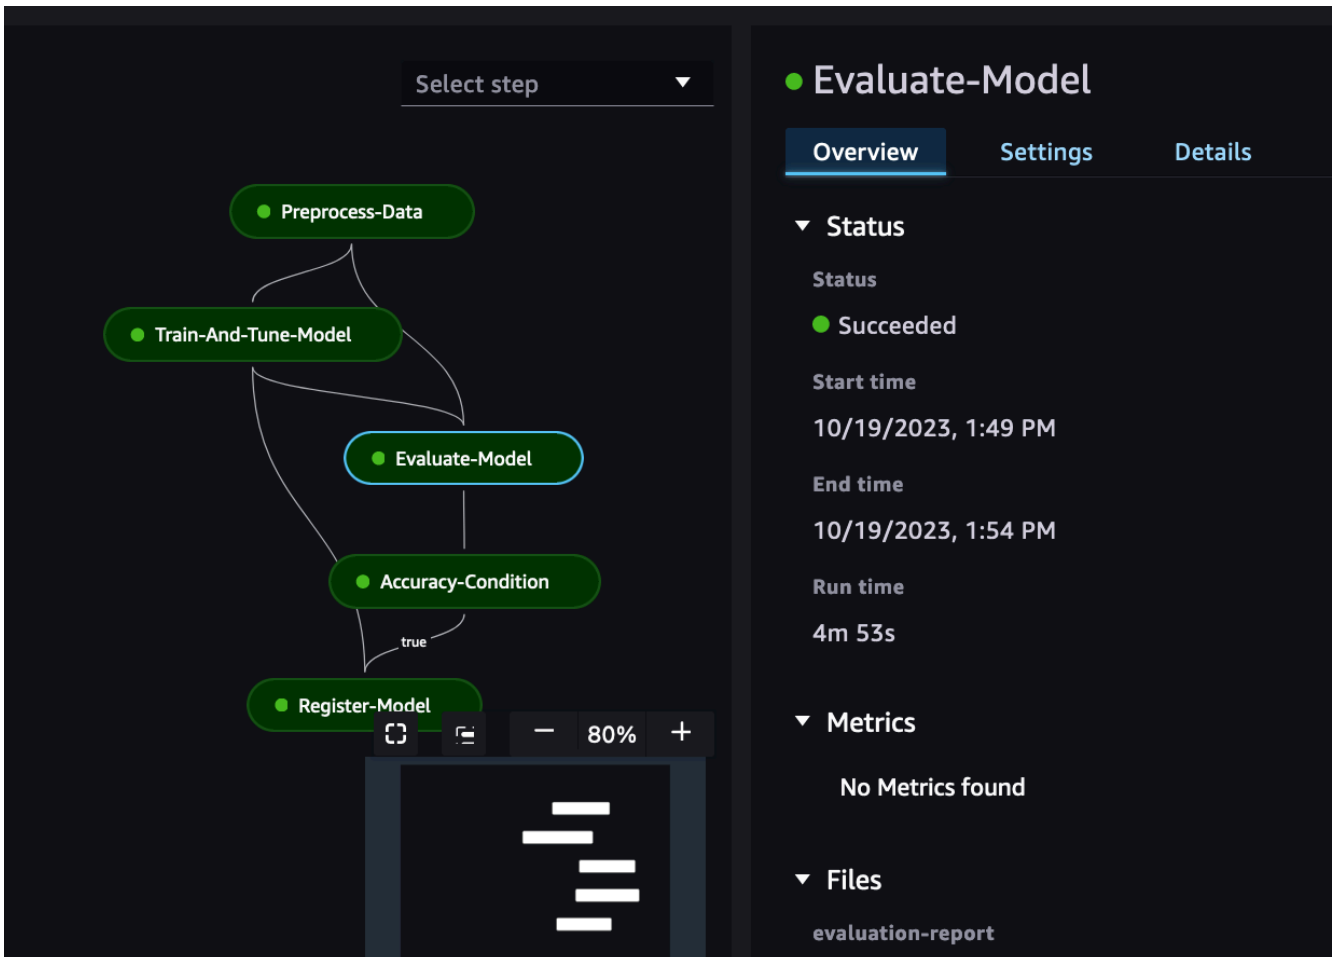 Select step
Preprocess-Data
Train-And-Tune-Model
Evaluate-Model
Accuracy-Condition
true
Register-Model
80%
Evaluate-Model
Overview
Settings
Details
Status
Status
Succeeded
Start time
10/19/2023, 1:49 PM
End time
10/19/2023, 1:54 PM
Run time
4m 53s
Metrics
No Metrics found
Files
evaluation-report